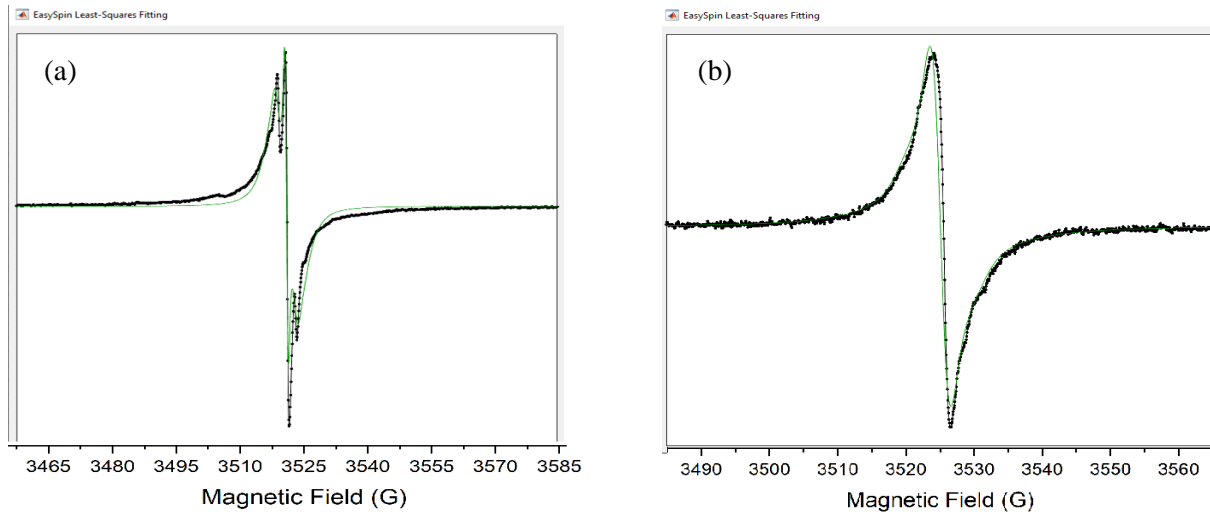 EasySpin Least-Squares Fitting
(a)
3465 3480 3495 3510 3525 3540 3555 3570 3585
Magnetic Field (G)
EasySpin Least-Squares Fitting
(b)
3490 3500 3510 3520 3530 3540 3550 3560
Magnetic Field (G)